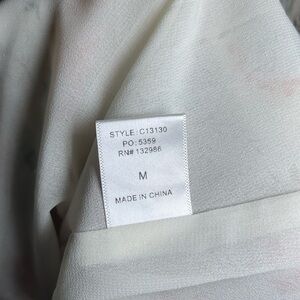 STYLE: C13130
PO: 5359
RN# 132986
M
MADE IN CHINA